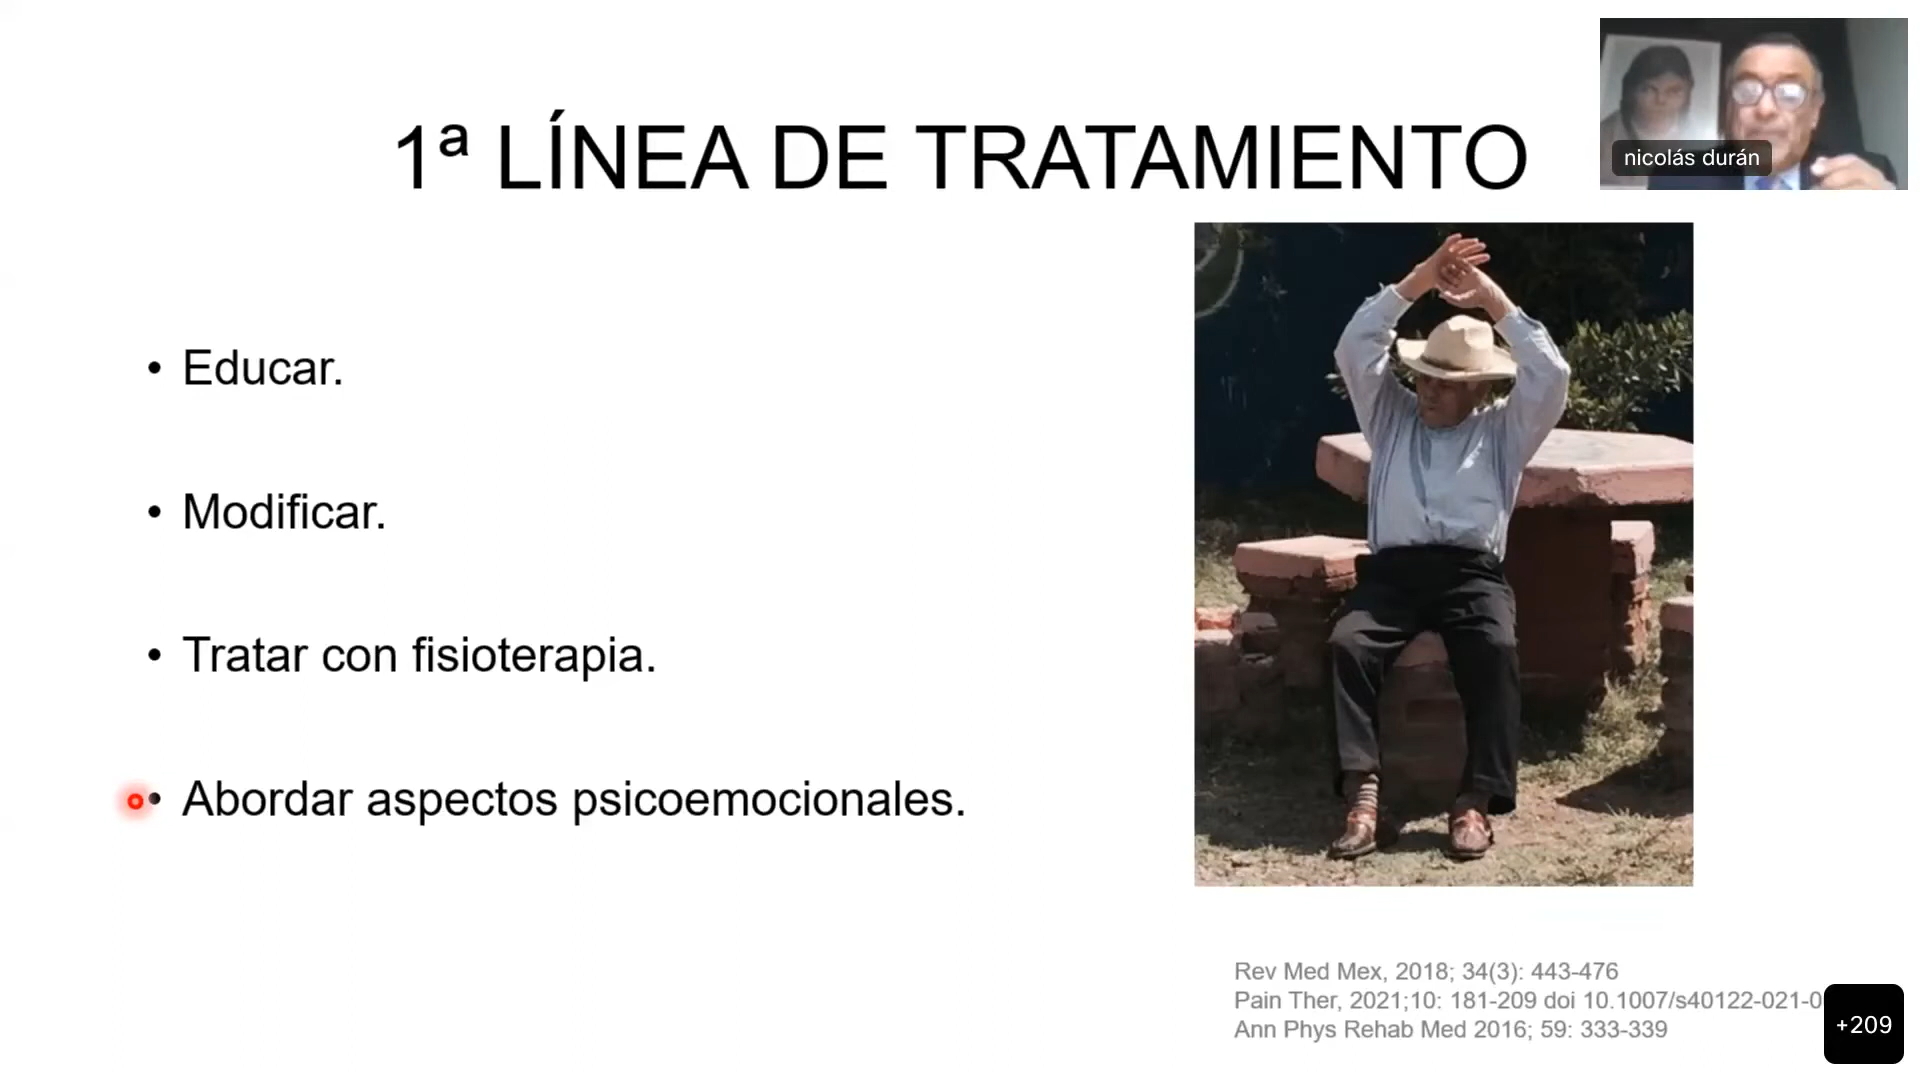 1ª LÍNEA DE TRATAMIENTO
nicolás durán
• Educar.
• Modificar.
• Tratar con fisioterapia.
• Abordar aspectos psicoemocionales.
Rev Med Mex, 2018; 34(3): 443-476
Pain Ther, 2021;10: 181-209 doi 10.1007/s40122-021-0
Ann Phys Rehab Med 2016; 59: 333-339
+209